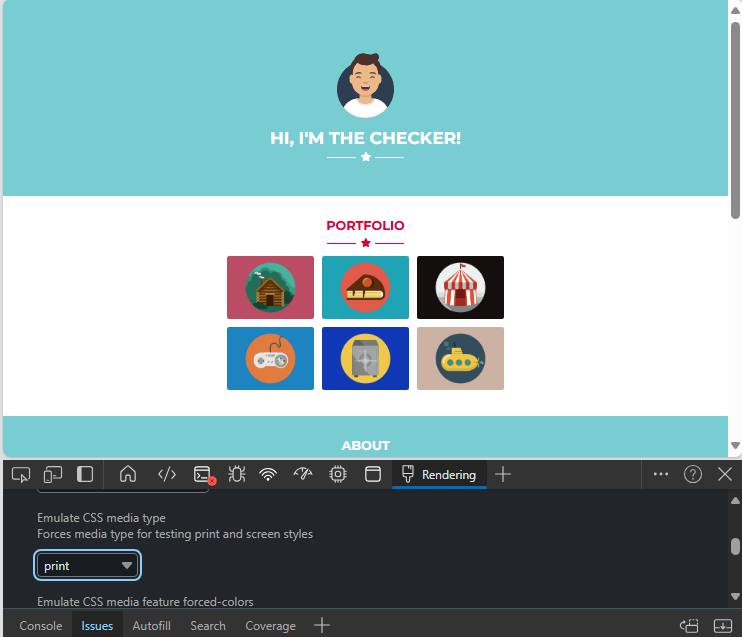 HI, I'M THE CHECKER!
PORTFOLIO
ABOUT
Rendering
Emulate CSS media type
Forces media type for testing print and screen styles
print
Emulate CSS media feature forced-colors
Console Issues Autofill Search Coverage